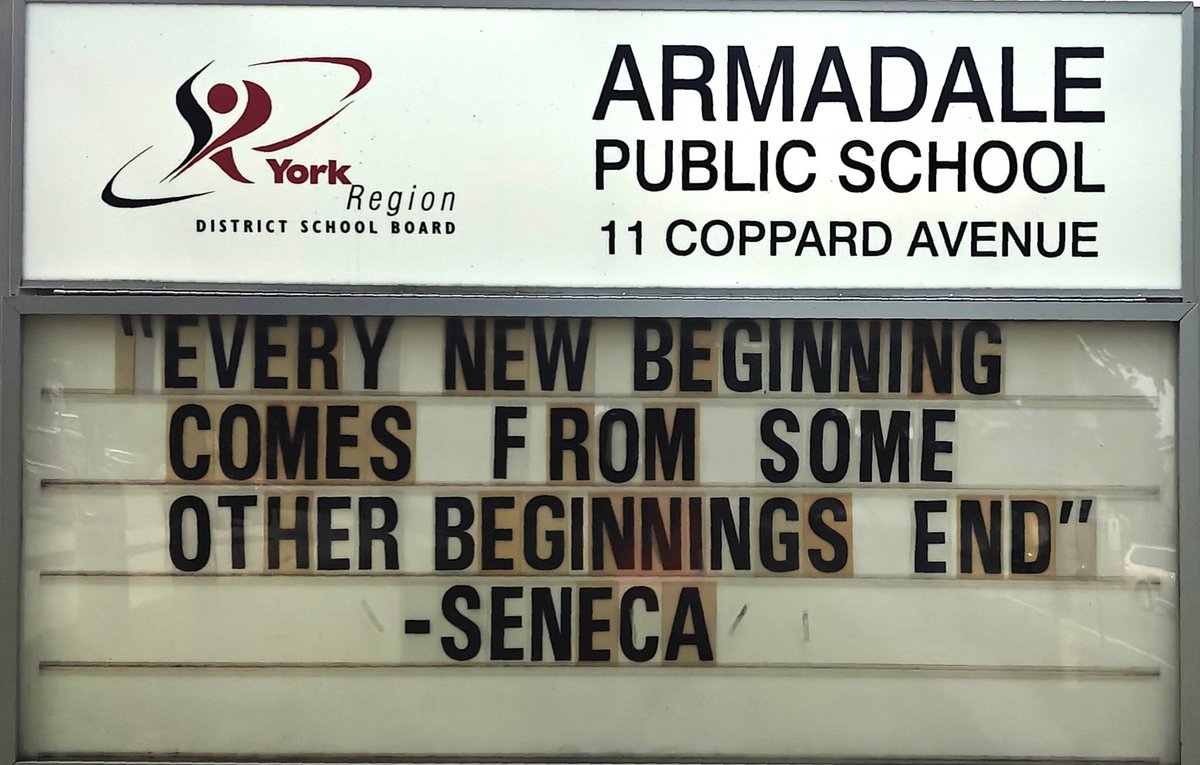 York
Region
DISTRICT SCHOOL BOARD
ARMADALE
PUBLIC SCHOOL
11 COPPARD AVENUE
"EVERY NEW BEGINNING
COMES FROM SOME
OTHER BEGINNINGS END"
-SENECA